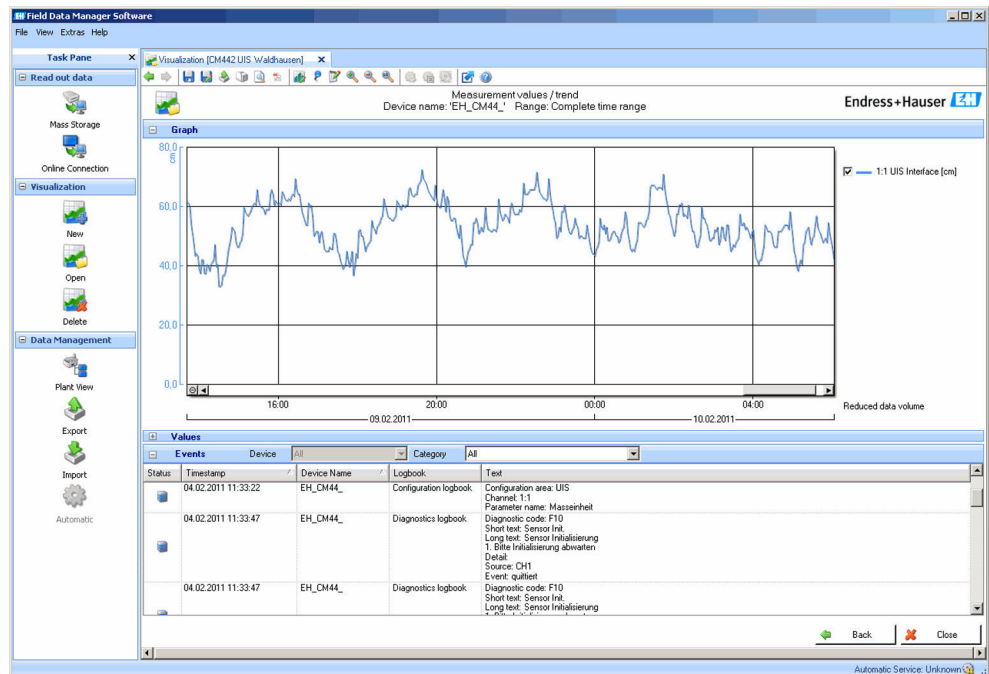 Field Data Manager Software
File View Extras Help
Task Pane X
Visualization [CM442 UIS Waldhausen] X
Read out data
Mass Storage
Online Connection
Visualization
New
Open
Delete
Data Management
Plant View
Export
Import
Automatic
Measurement values / trend
Device name: 'EH_CM44_' Range: Complete time range
Endress+Hauser EH
Graph
80,0
cm
60,0
40,0
20,0
0,0
1:1 UIS Interface [cm]
16:00 20:00 00:00 04:00
09.02.2011 10.02.2011
Reduced data volume
Values
Events Device All Category All
Status Timestamp Device Name Logbook Text
04.02.2011 11:33:22 EH_CM44_ Configuration logbook Configuration area: UIS
Channel: 1:1
Parameter name: Masseinheit
04.02.2011 11:33:47 EH_CM44_ Diagnostics logbook Diagnostic code: F10
Short text: Sensor Init.
Long text: Sensor Initialisierung
1. Bitte Initialisierung abwarten
Detail:
Source: CH1
Event: quittiert
04.02.2011 11:33:47 EH_CM44_ Diagnostics logbook Diagnostic code: F10
Short text: Sensor Init.
Long text: Sensor Initialisierung
Back Close
Automatic Service: Unknown